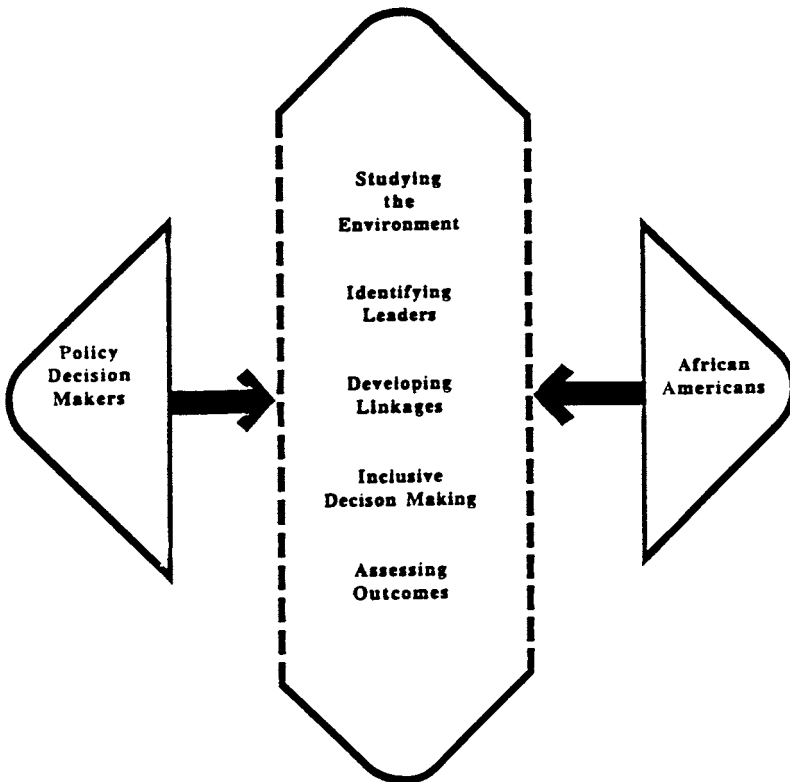 Studying
the
Environment
Identifying
Leaders
Policy
Decision
Makers
Developing
Linkages
African
Americans
Inclusive
Decison Making
Assessing
Outcomes